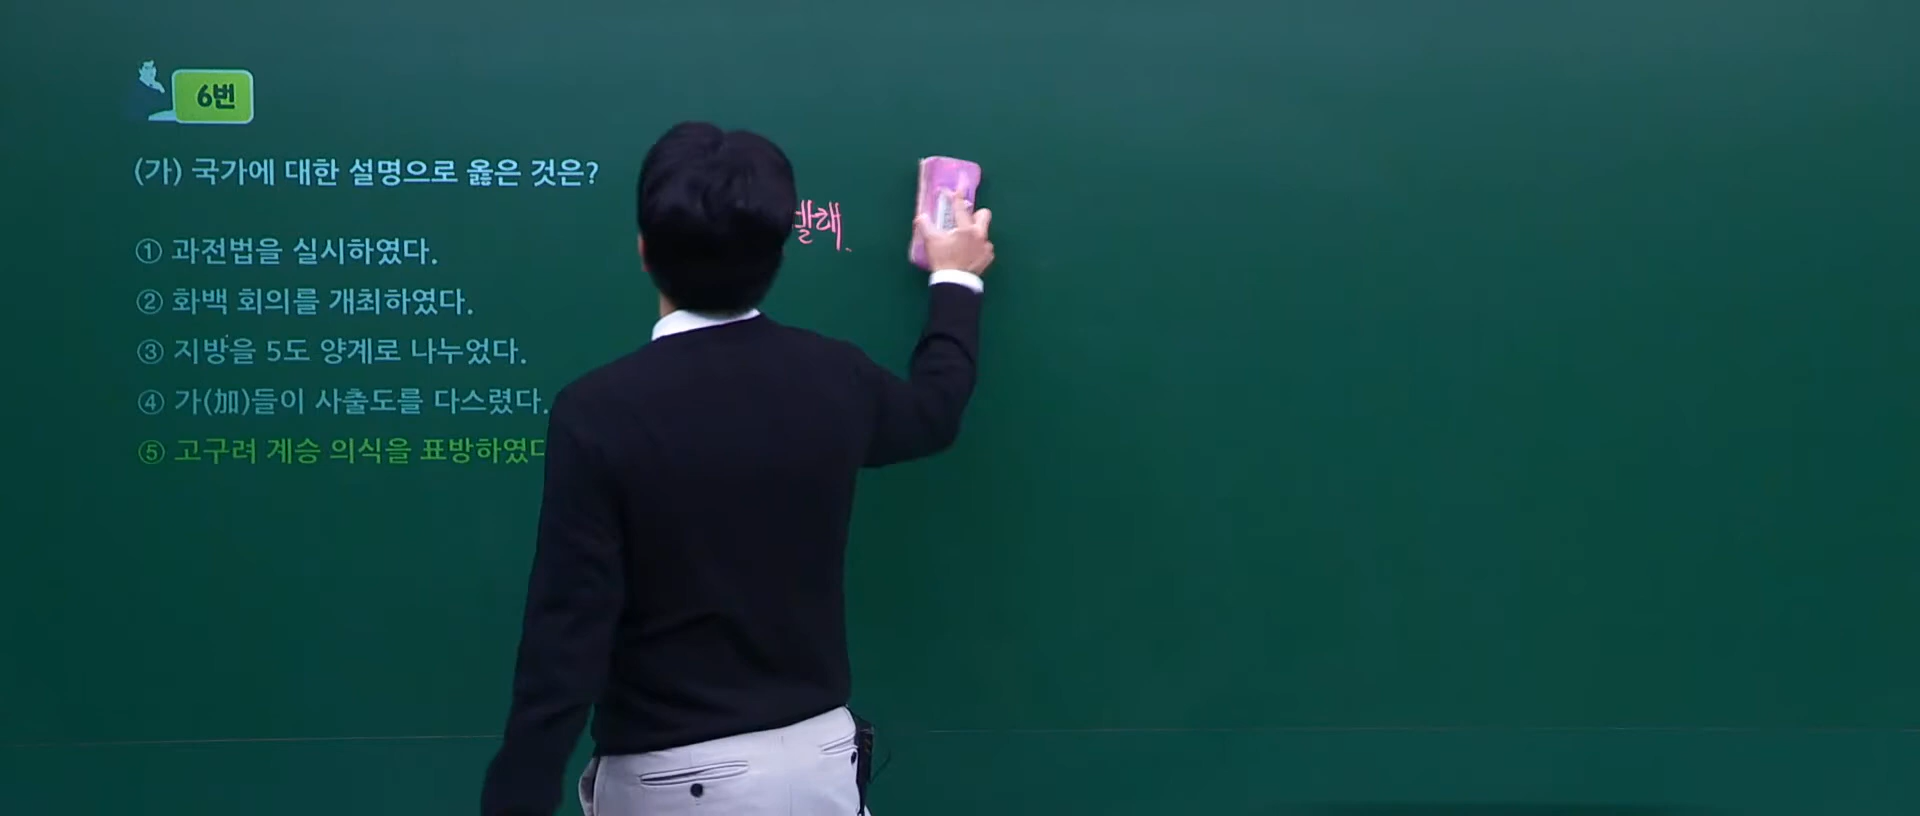 6번
(가) 국가에 대한 설명으로 옳은 것은?
① 과전법을 실시하였다.
② 화백 회의를 개최하였다.
③ 지방을 5도 양계로 나누었다.
④ 가(加)들이 사출도를 다스렸다.
⑤ 고구려 계승 의식을 표방하였다
발해